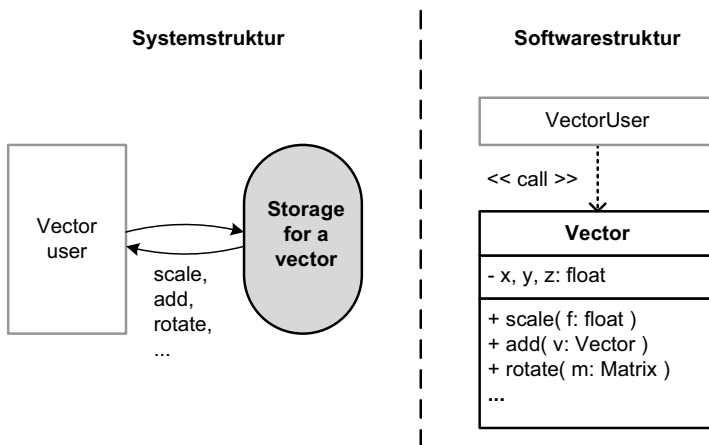 Systemstruktur
Vector
user
Storage
for a
vector
scale,
add,
rotate,
...
Softwarestruktur
VectorUser
<< call >>
Vector
- x, y, z: float
+ scale( f: float )
+ add( v: Vector )
+ rotate( m: Matrix )
...